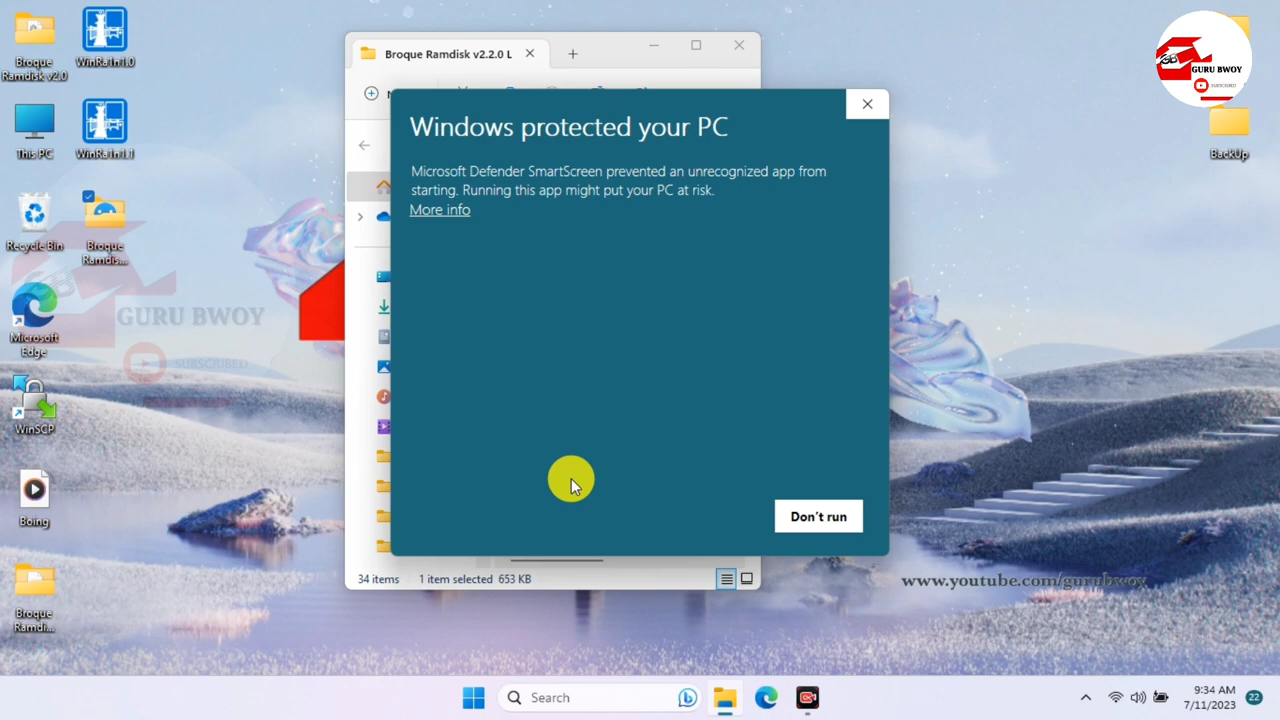 Broque
Ramdisk v2.0
WinRa1n1.0
This PC
WinRa1n1.1
Recycle Bin
Broque
Ramdis...
Microsoft
Edge
WinSCP
Boing
Broque
Ramdi...
GURU BWOY
SUBSCRIBED
Broque Ramdisk v2.2.0 L
Windows protected your PC
Microsoft Defender SmartScreen prevented an unrecognized app from
starting. Running this app might put your PC at risk.
More info
Don't run
34 items 1 item selected 653 KB
GB
GURU BWOY
SUBSCRIBED
BackUp
www.youtube.com/gurubwoy
Search
9:34 AM
7/11/2023
22